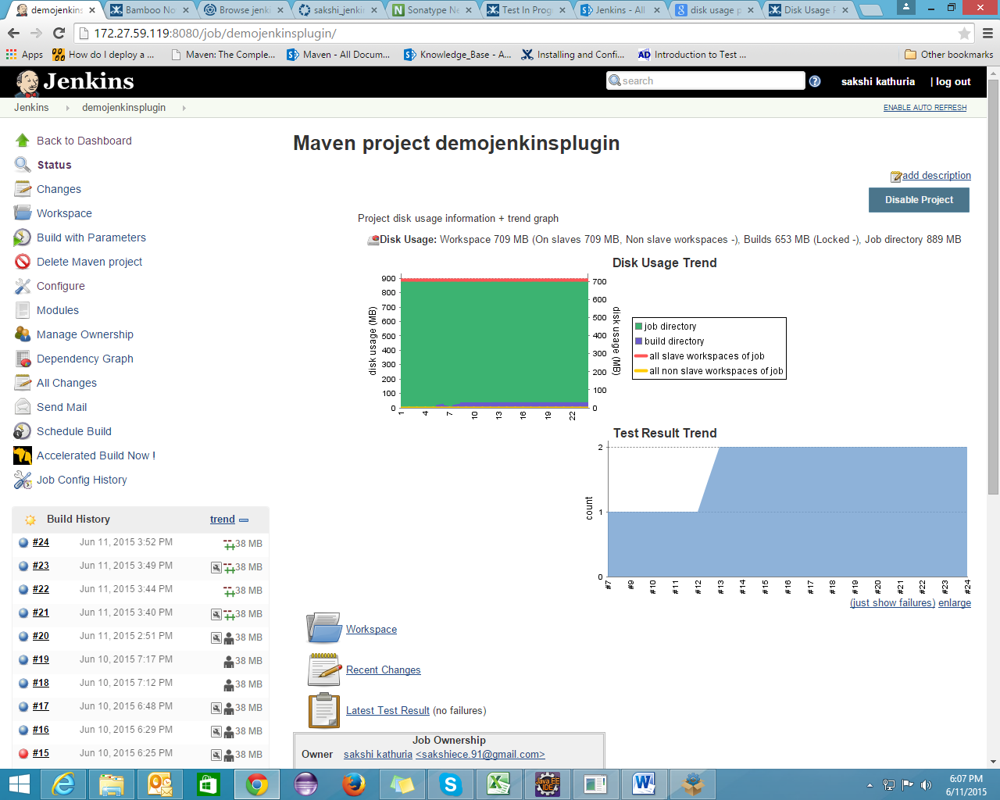 demojenkins
Bamboo No
Browse jenki
sakshi_jenkin
Sonatype Ne
Test In Prog
Jenkins - All
disk usage p
Disk Usage P
172.27.59.119:8080/job/demojenkinsplugin/
Apps
How do I deploy a ...
Maven: The Comple...
Maven - All Docum...
Knowledge_Base - A...
Installing and Confi...
AD Introduction to Test ...
Other bookmarks
Jenkins
search
sakshi kathuria
| log out
Jenkins
demojenkinsplugin
ENABLE AUTO REFRESH
Back to Dashboard
Status
Changes
Workspace
Build with Parameters
Delete Maven project
Configure
Modules
Manage Ownership
Dependency Graph
All Changes
Send Mail
Schedule Build
Accelerated Build Now !
Job Config History
Build History
trend
#24 Jun 11, 2015 3:52 PM 38 MB
#23 Jun 11, 2015 3:49 PM 38 MB
#22 Jun 11, 2015 3:44 PM 38 MB
#21 Jun 11, 2015 3:40 PM 38 MB
#20 Jun 11, 2015 2:51 PM 38 MB
#19 Jun 10, 2015 7:17 PM 38 MB
#18 Jun 10, 2015 7:12 PM 38 MB
#17 Jun 10, 2015 6:48 PM 38 MB
#16 Jun 10, 2015 6:29 PM 38 MB
#15 Jun 10, 2015 6:25 PM 38 MB
Maven project demojenkinsplugin
add description
Disable Project
Project disk usage information + trend graph
Disk Usage: Workspace 709 MB (On slaves 709 MB, Non slave workspaces -), Builds 653 MB (Locked -), Job directory 889 MB
Disk Usage Trend
disk usage (MB)
900
800
700
600
500
400
300
200
100
0
1 4 7 10 13 16 19 22
700
600
500
400
300
200
100
0
disk usage (MB)
job directory
build directory
all slave workspaces of job
all non slave workspaces of job
Test Result Trend
count
2
1
0
#7 #9 #10 #12 #13 #14 #15 #16 #17 #18 #19 #20 #21 #22 #23 #24
(just show failures) enlarge
Workspace
Recent Changes
Latest Test Result (no failures)
Job Ownership
Owner sakshi kathuria <sakshiece.91@gmail.com>
Java EE
IDE
6:07 PM
6/11/2015